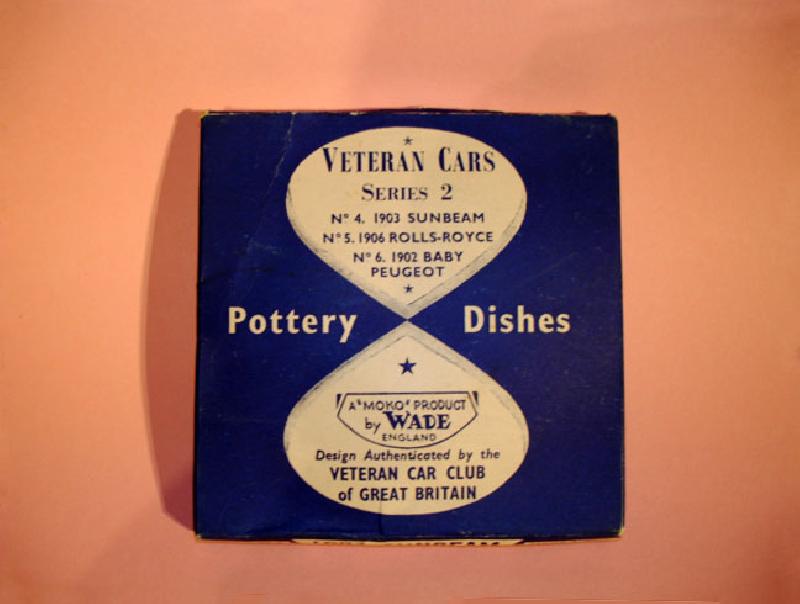 VETERAN CARS
SERIES 2
Nº 4. 1903 SUNBEAM
Nº 5. 1906 ROLLS-ROYCE
Nº 6. 1902 BABY
PEUGEOT
Pottery Dishes
A "MOKO" PRODUCT
by WADE
ENGLAND
Design Authenticated by the
VETERAN CAR CLUB
of GREAT BRITAIN